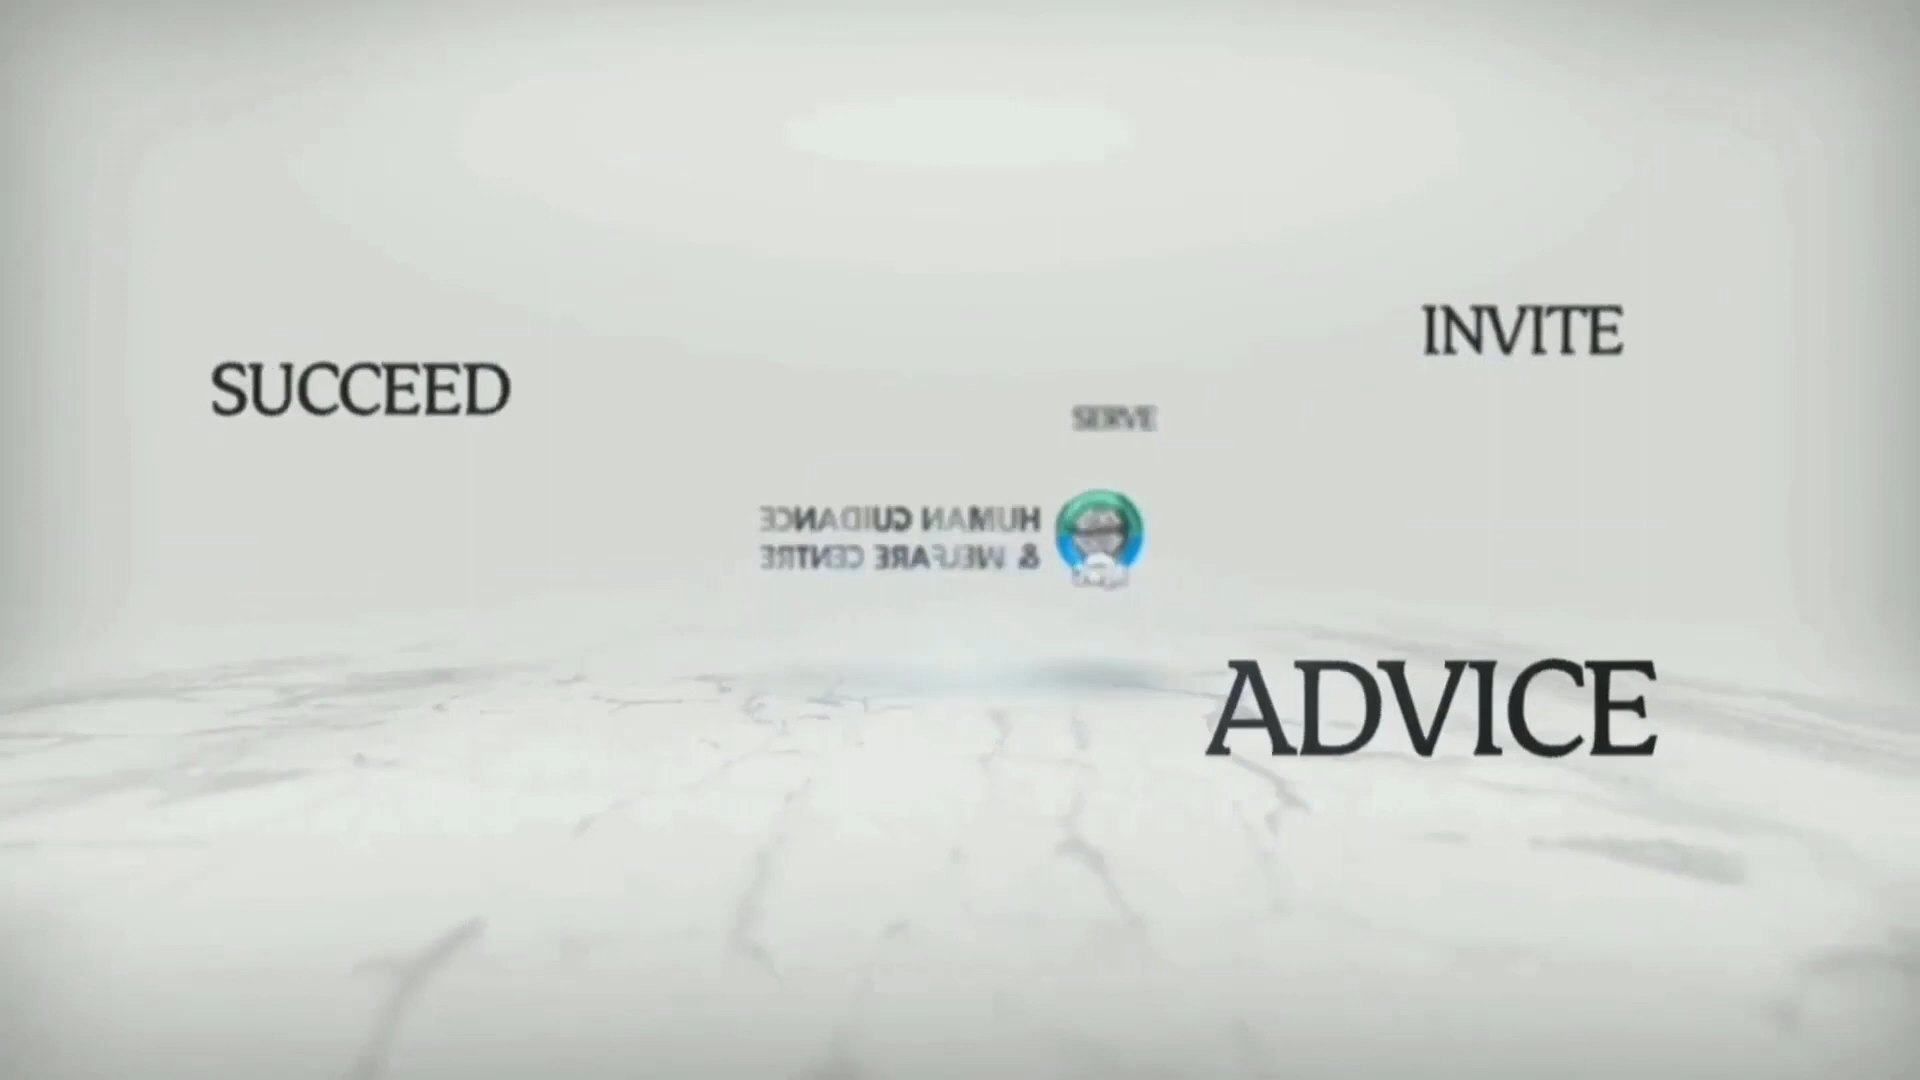 INVITE
SUCCEED
SERVE
HUMAN GUIDANCE
& WELFARE CENTRE
ADVICE